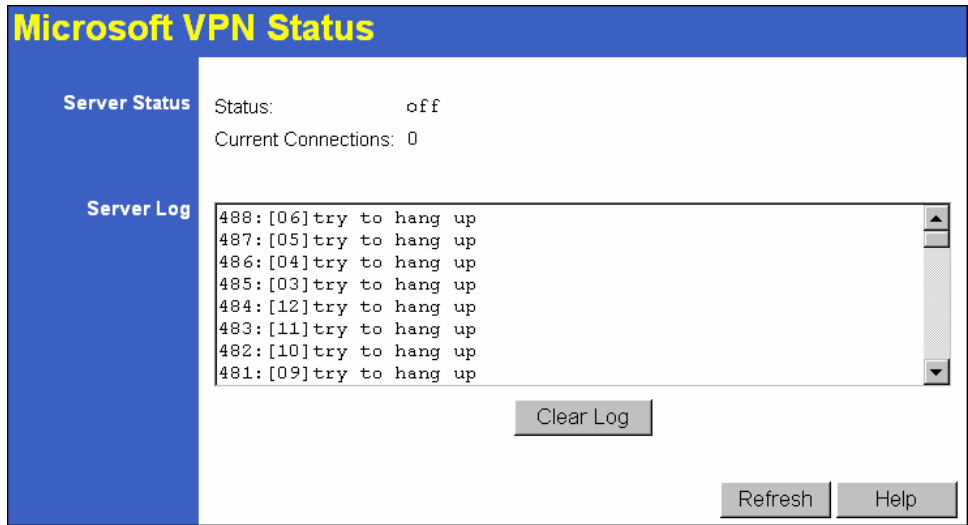 Microsoft VPN Status
Server Status
Status: off
Current Connections: 0
Server Log
488:[06]try to hang up
487:[05]try to hang up
486:[04]try to hang up
485:[03]try to hang up
484:[12]try to hang up
483:[11]try to hang up
482:[10]try to hang up
481:[09]try to hang up
Clear Log
Refresh Help